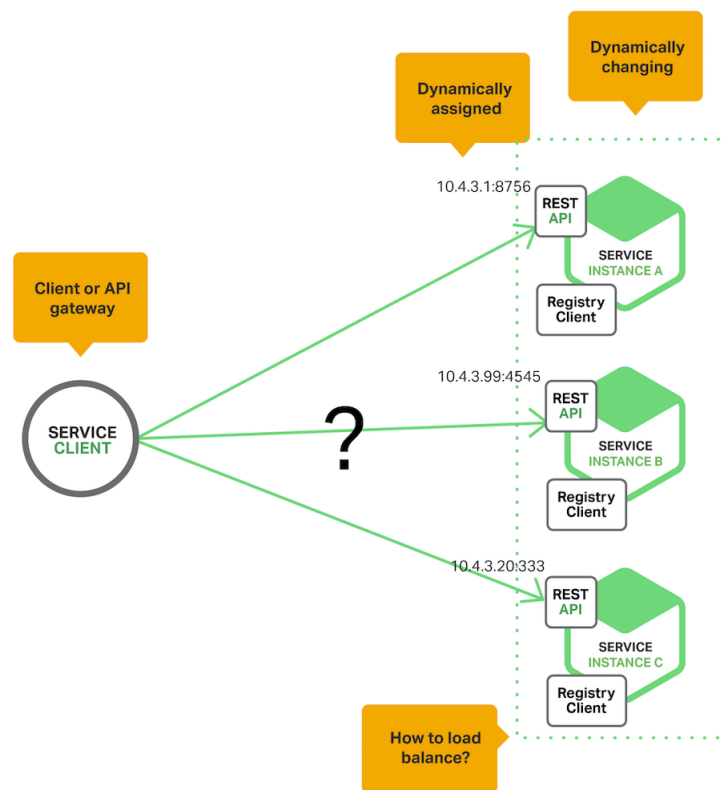 Dynamically
changing
Dynamically
assigned
10.4.3.1:8756
REST
API
SERVICE
INSTANCE A
Registry
Client
Client or API
gateway
10.4.3.99:4545
REST
API
SERVICE
CLIENT
?
SERVICE
INSTANCE B
Registry
Client
10.4.3.20:333
REST
API
SERVICE
INSTANCE C
Registry
Client
How to load
balance?